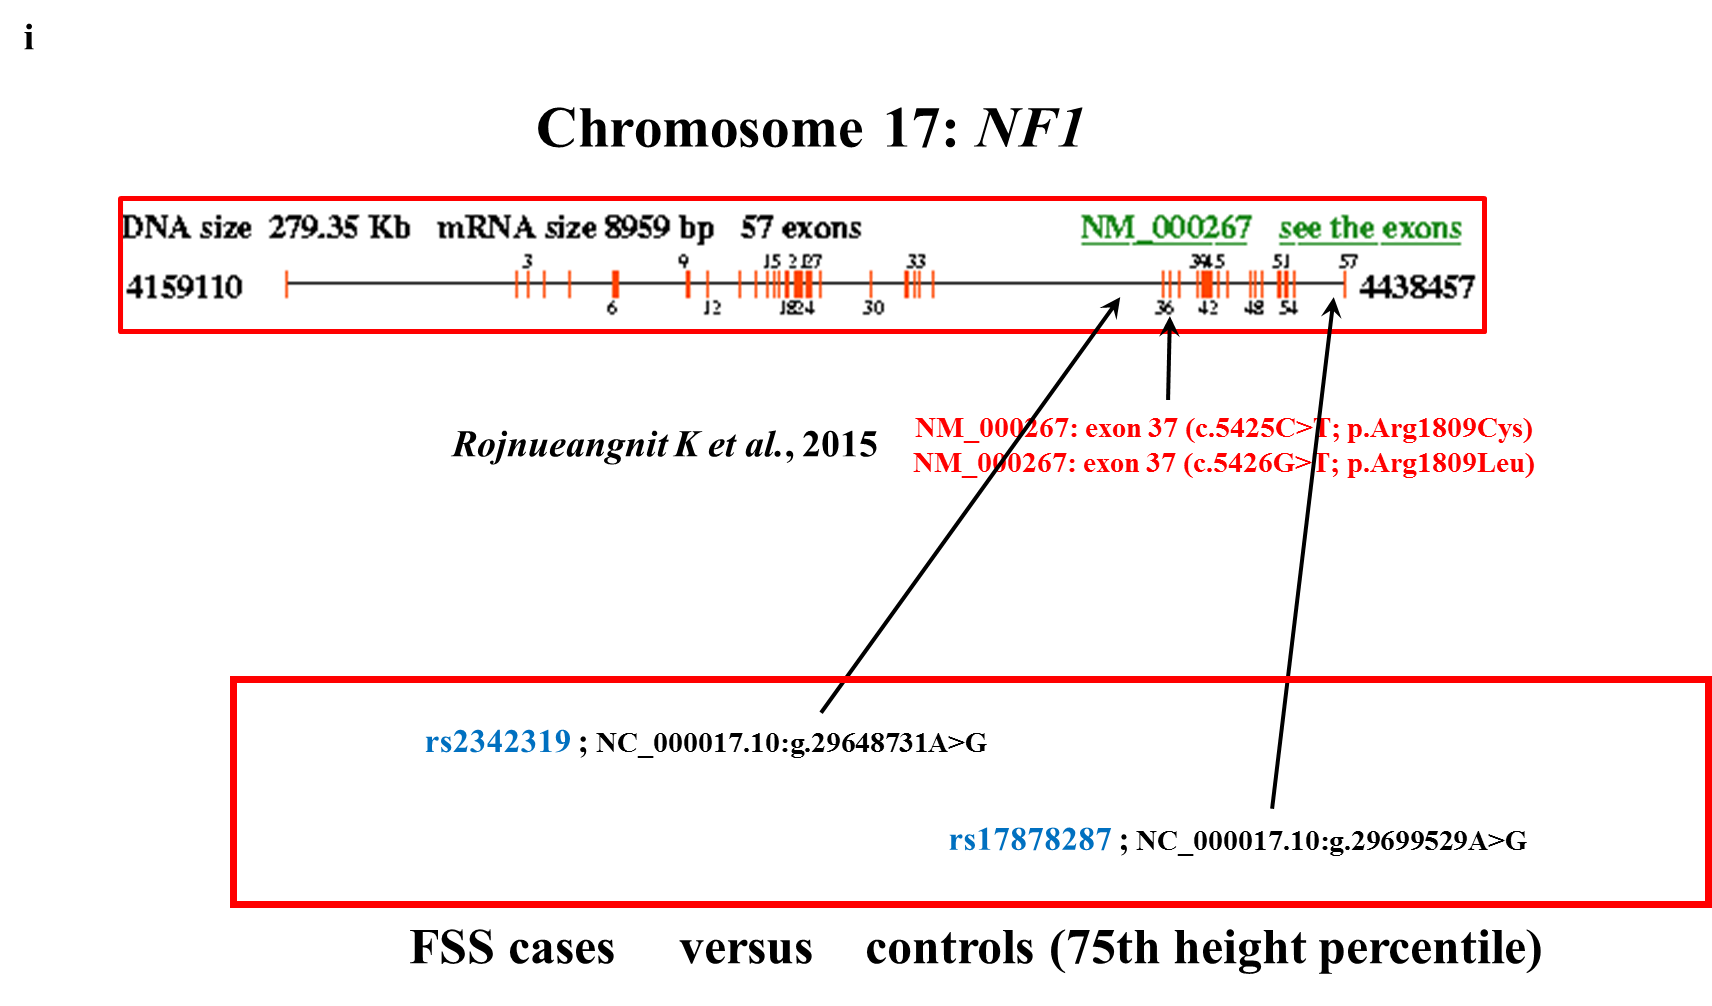 i
Chromosome 17: NF1
DNA size 279.35 Kb mRNA size 8959 bp 57 exons NM_000267 see the exons
3 9 15 33 51 57
4159110 4438457
6 12 30 36 42 48 54
Rojnueangnit K et al., 2015
NM_000267: exon 37 (c.5425C>T; p.Arg1809Cys)
NM_000267: exon 37 (c.5426G>T; p.Arg1809Leu)
rs2342319 ; NC_000017.10:g.29648731A>G
rs17878287 ; NC_000017.10:g.29699529A>G
FSS cases versus controls (75th height percentile)